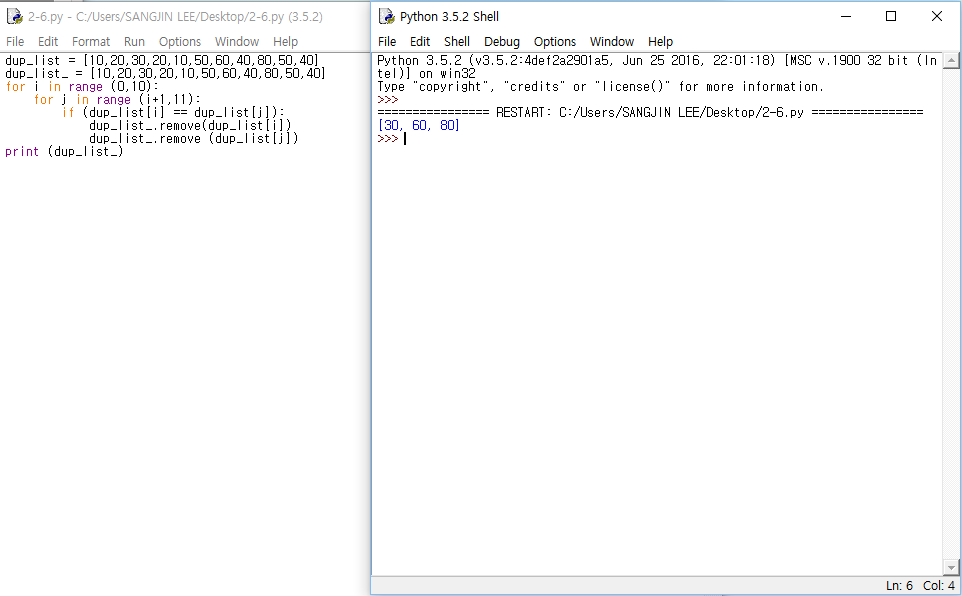 2-6.py - C:/Users/SANGJIN LEE/Desktop/2-6.py (3.5.2)
File Edit Format Run Options Window Help
dup_list = [10,20,30,20,10,50,60,40,80,50,40]
dup_list_ = [10,20,30,20,10,50,60,40,80,50,40]
for i in range (0,10):
    for j in range (i+1,11):
        if (dup_list[i] == dup_list[j]):
            dup_list_.remove(dup_list[i])
            dup_list_.remove (dup_list[j])
print (dup_list_)
Python 3.5.2 Shell
File Edit Shell Debug Options Window Help
Python 3.5.2 (v3.5.2:4def2a2901a5, Jun 25 2016, 22:01:18) [MSC v.1900 32 bit (In
tel)] on win32
Type "copyright", "credits" or "license()" for more information.
>>>
================ RESTART: C:/Users/SANGJIN LEE/Desktop/2-6.py ================
[30, 60, 80]
>>>
Ln: 6 Col: 4